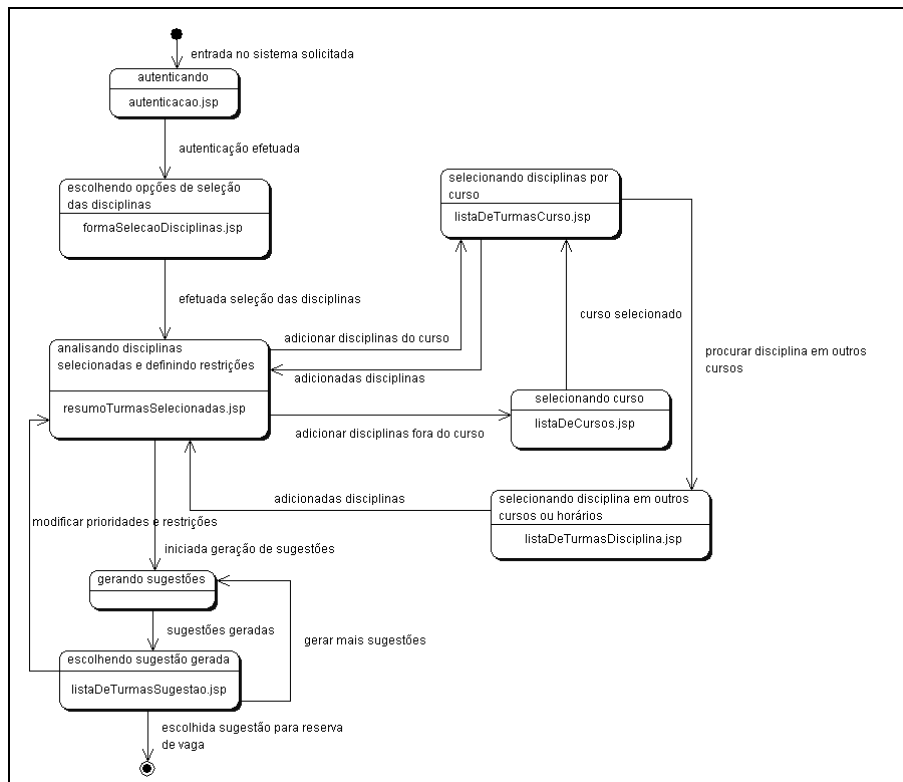 entrada no sistema solicitada
autenticando
autenticacao.jsp
autenticação efetuada
escolhendo opções de seleção
das disciplinas
formaSelecaoDisciplinas.jsp
selecionando disciplinas por
curso
listaDeTurmasCurso.jsp
efetuada seleção das disciplinas
curso selecionado
analisando disciplinas
selecionadas e definindo restrições
resumoTurmasSelecionadas.jsp
adicionar disciplinas do curso
adicionadas disciplinas
procurar disciplina em outros
cursos
selecionando curso
listaDeCursos.jsp
adicionar disciplinas fora do curso
adicionadas disciplinas
selecionando disciplina em outros
cursos ou horários
listaDeTurmasDisciplina.jsp
modificar prioridades e restrições
iniciada geração de sugestões
gerando sugestões
sugestões geradas
gerar mais sugestões
escolhendo sugestão gerada
listaDeTurmasSugestao.jsp
escolhida sugestão para reserva
de vaga